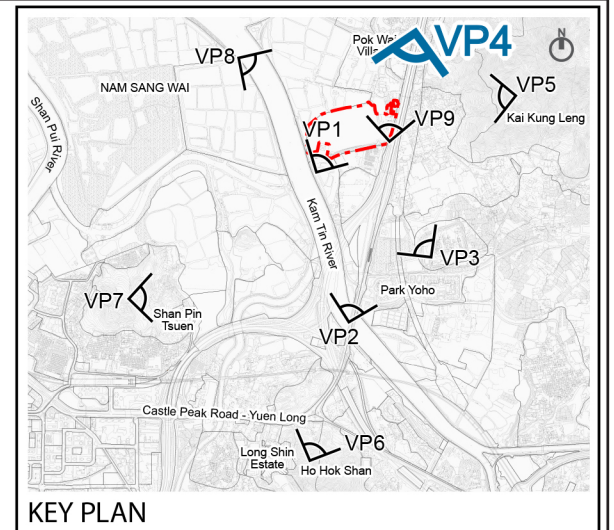 VP8
Pok Wai
Village
VP4
N
NAM SANG WAI
VP5
Kai Kung Leng
Shan Pui River
VP1
VP9
Kam Tin River
VP3
Park Yoho
VP7
Shan Pin
Tsuen
VP2
Castle Peak Road - Yuen Long
VP6
Long Shin
Estate
Ho Hok Shan
KEY PLAN